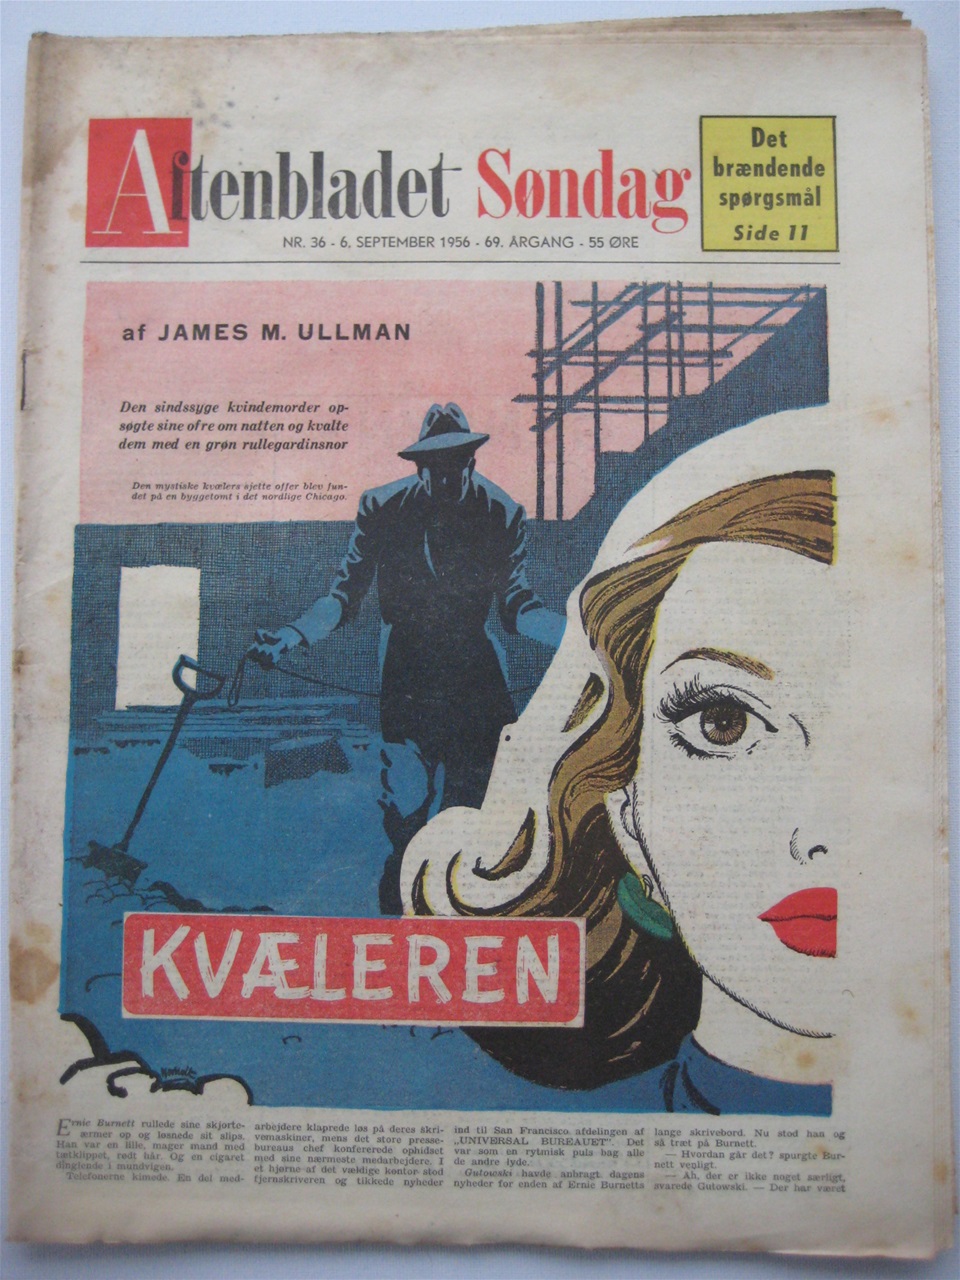 Aftenbladet Søndag
NR. 36 - 6. SEPTEMBER 1956 - 69. ÅRGANG - 55 ØRE
Det
brændende
spørgsmål
Side 11
af JAMES M. ULLMAN
Den sindssyge kvindemorder op-
søgte sine ofre om natten og kvalte
dem med en grøn rullegardinsnor
Den mystiske kvælers sjette offer blev fun-
det på en byggetomt i det nordlige Chicago.
KVÆLEREN
Ernie Burnett rullede sine skjorte-
ærmer op og løsnede sit slips.
Han var en lille, mager mand med
tætklippet, rødt hår. Og en cigaret
dinglende i mundvigen.
Telefonerne kimede. En del med-
arbejdere klaprede løs på deres skri-
vemaskiner, mens det store presse-
bureaus chef konfererede ophidset
med sine nærmeste medarbejdere. I
et hjørne af det vældige kontor stod
fjernskriveren og tikkede nyheder
ind til San Francisco afdelingen af
„UNIVERSAL BUREAUET". Det
var som en rytmisk puls bag alle
de andre lyde.
Gutowski havde anbragt dagens
nyheder for enden af Ernie Burnetts
lange skrivebord. Nu stod han og
så træt på Burnett.
— Hvordan går det? spurgte Bur-
nett venligt.
— Ah, der er ikke noget særligt,
svarede Gutowski. — Der har været